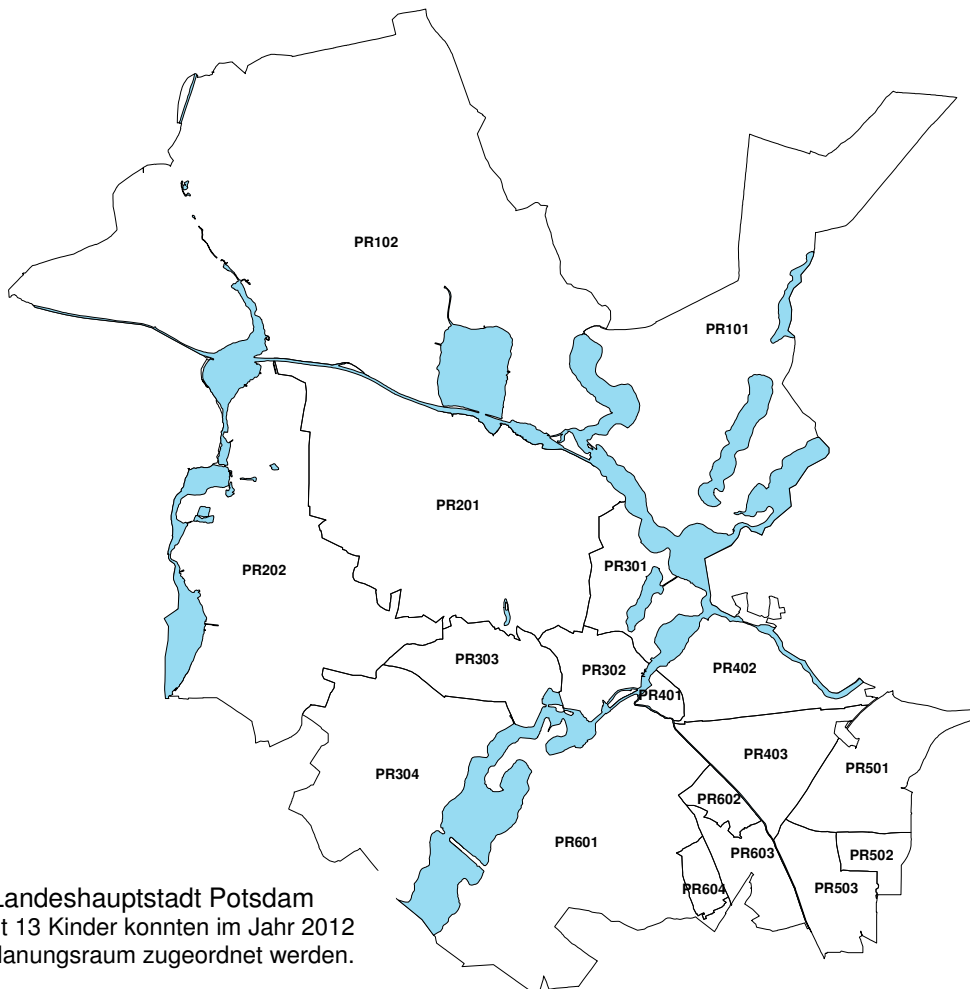 PR102
PR101
PR201
PR301
PR202
PR303
PR302
PR402
PR401
PR403
PR304
PR501
PR602
PR601
PR603
PR502
PR604
PR503
Landeshauptstadt Potsdam
13 Kinder konnten im Jahr 2012
zugeordnet werden.